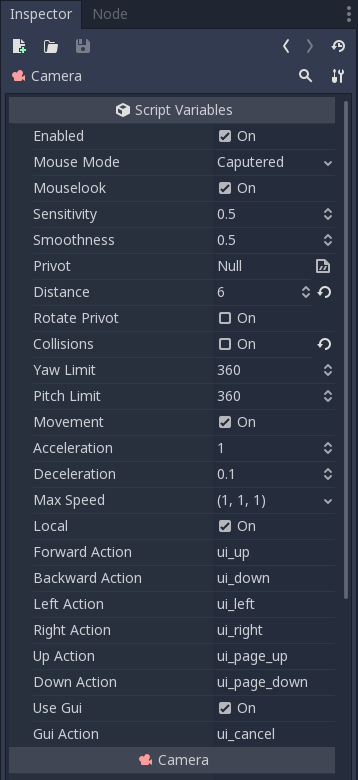 Inspector Node
Camera
Script Variables
Enabled On
Mouse Mode Caputered
Mouselook On
Sensitivity 0.5
Smoothness 0.5
Privot Null
Distance 6
Rotate Privot On
Collisions On
Yaw Limit 360
Pitch Limit 360
Movement On
Acceleration 1
Deceleration 0.1
Max Speed (1, 1, 1)
Local On
Forward Action ui_up
Backward Action ui_down
Left Action ui_left
Right Action ui_right
Up Action ui_page_up
Down Action ui_page_down
Use Gui On
Gui Action ui_cancel
Camera